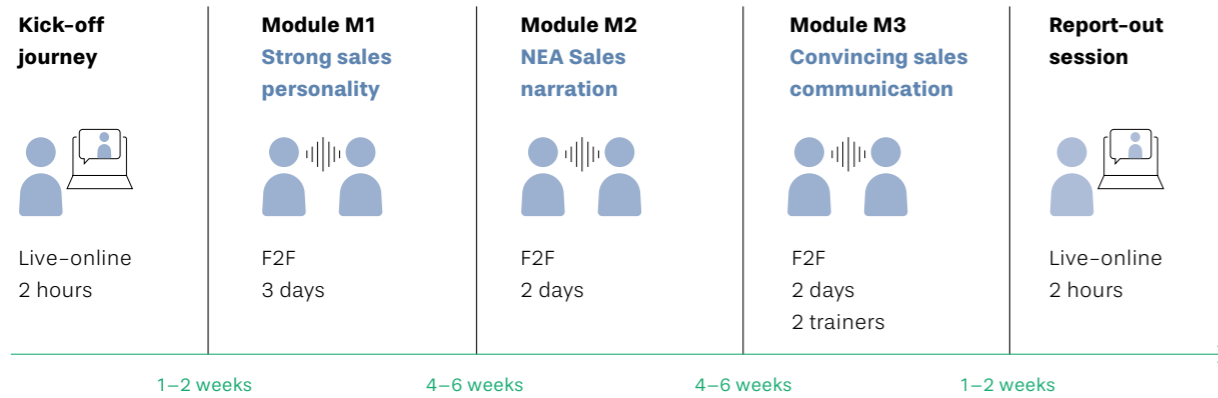 Kick-off
journey
Live-online
2 hours
Module M1
Strong sales
personality
F2F
3 days
Module M2
NEA Sales
narration
F2F
2 days
Module M3
Convincing sales
communication
F2F
2 days
2 trainers
Report-out
session
Live-online
2 hours
1–2 weeks
4–6 weeks
4–6 weeks
1–2 weeks